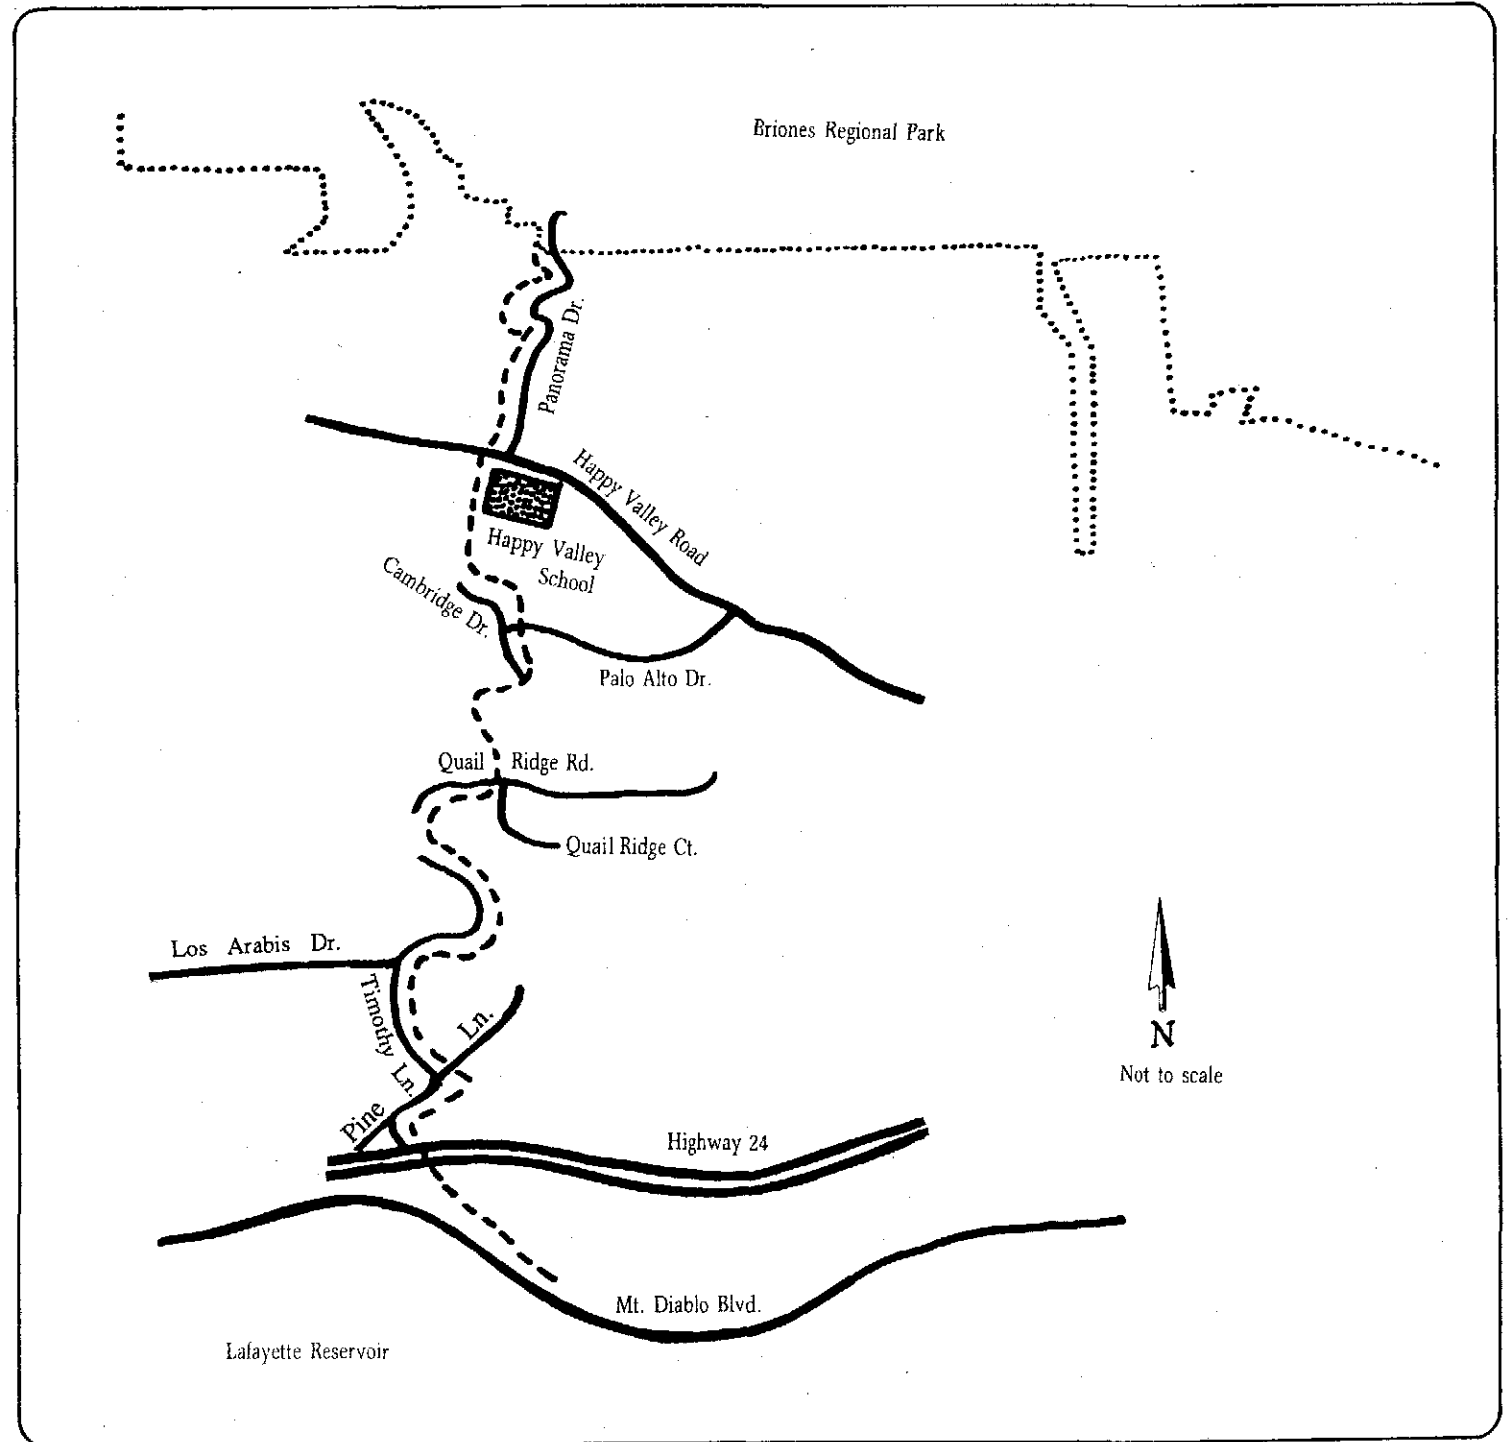 Briones Regional Park
Panorama Dr.
Happy Valley Road
Happy Valley
School
Cambridge Dr.
Palo Alto Dr.
Quail Ridge Rd.
Quail Ridge Ct.
Los Arabis Dr.
Timothy Ln.
Pine Ln.
N
Not to scale
Highway 24
Mt. Diablo Blvd.
Lafayette Reservoir